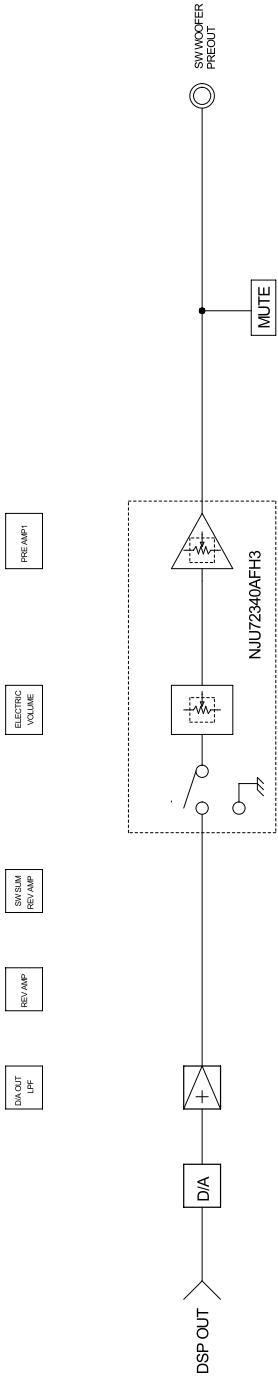 D/A OUT
LPF
REV AMP
SW SUM
REV AMP
ELECTRIC
VOLUME
PRE AMP1
DSP OUT
D/A
+
NJU72340AFH3
MUTE
SW WOOFER
PREOUT